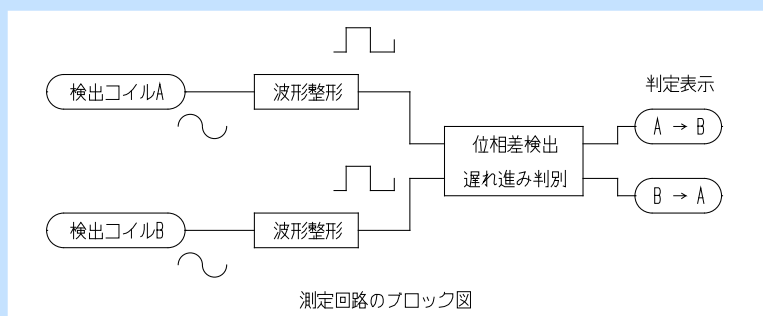 検出コイルA
波形整形
判定表示
位相差検出
遅れ進み判別
A → B
B → A
検出コイルB
波形整形
測定回路のブロック図